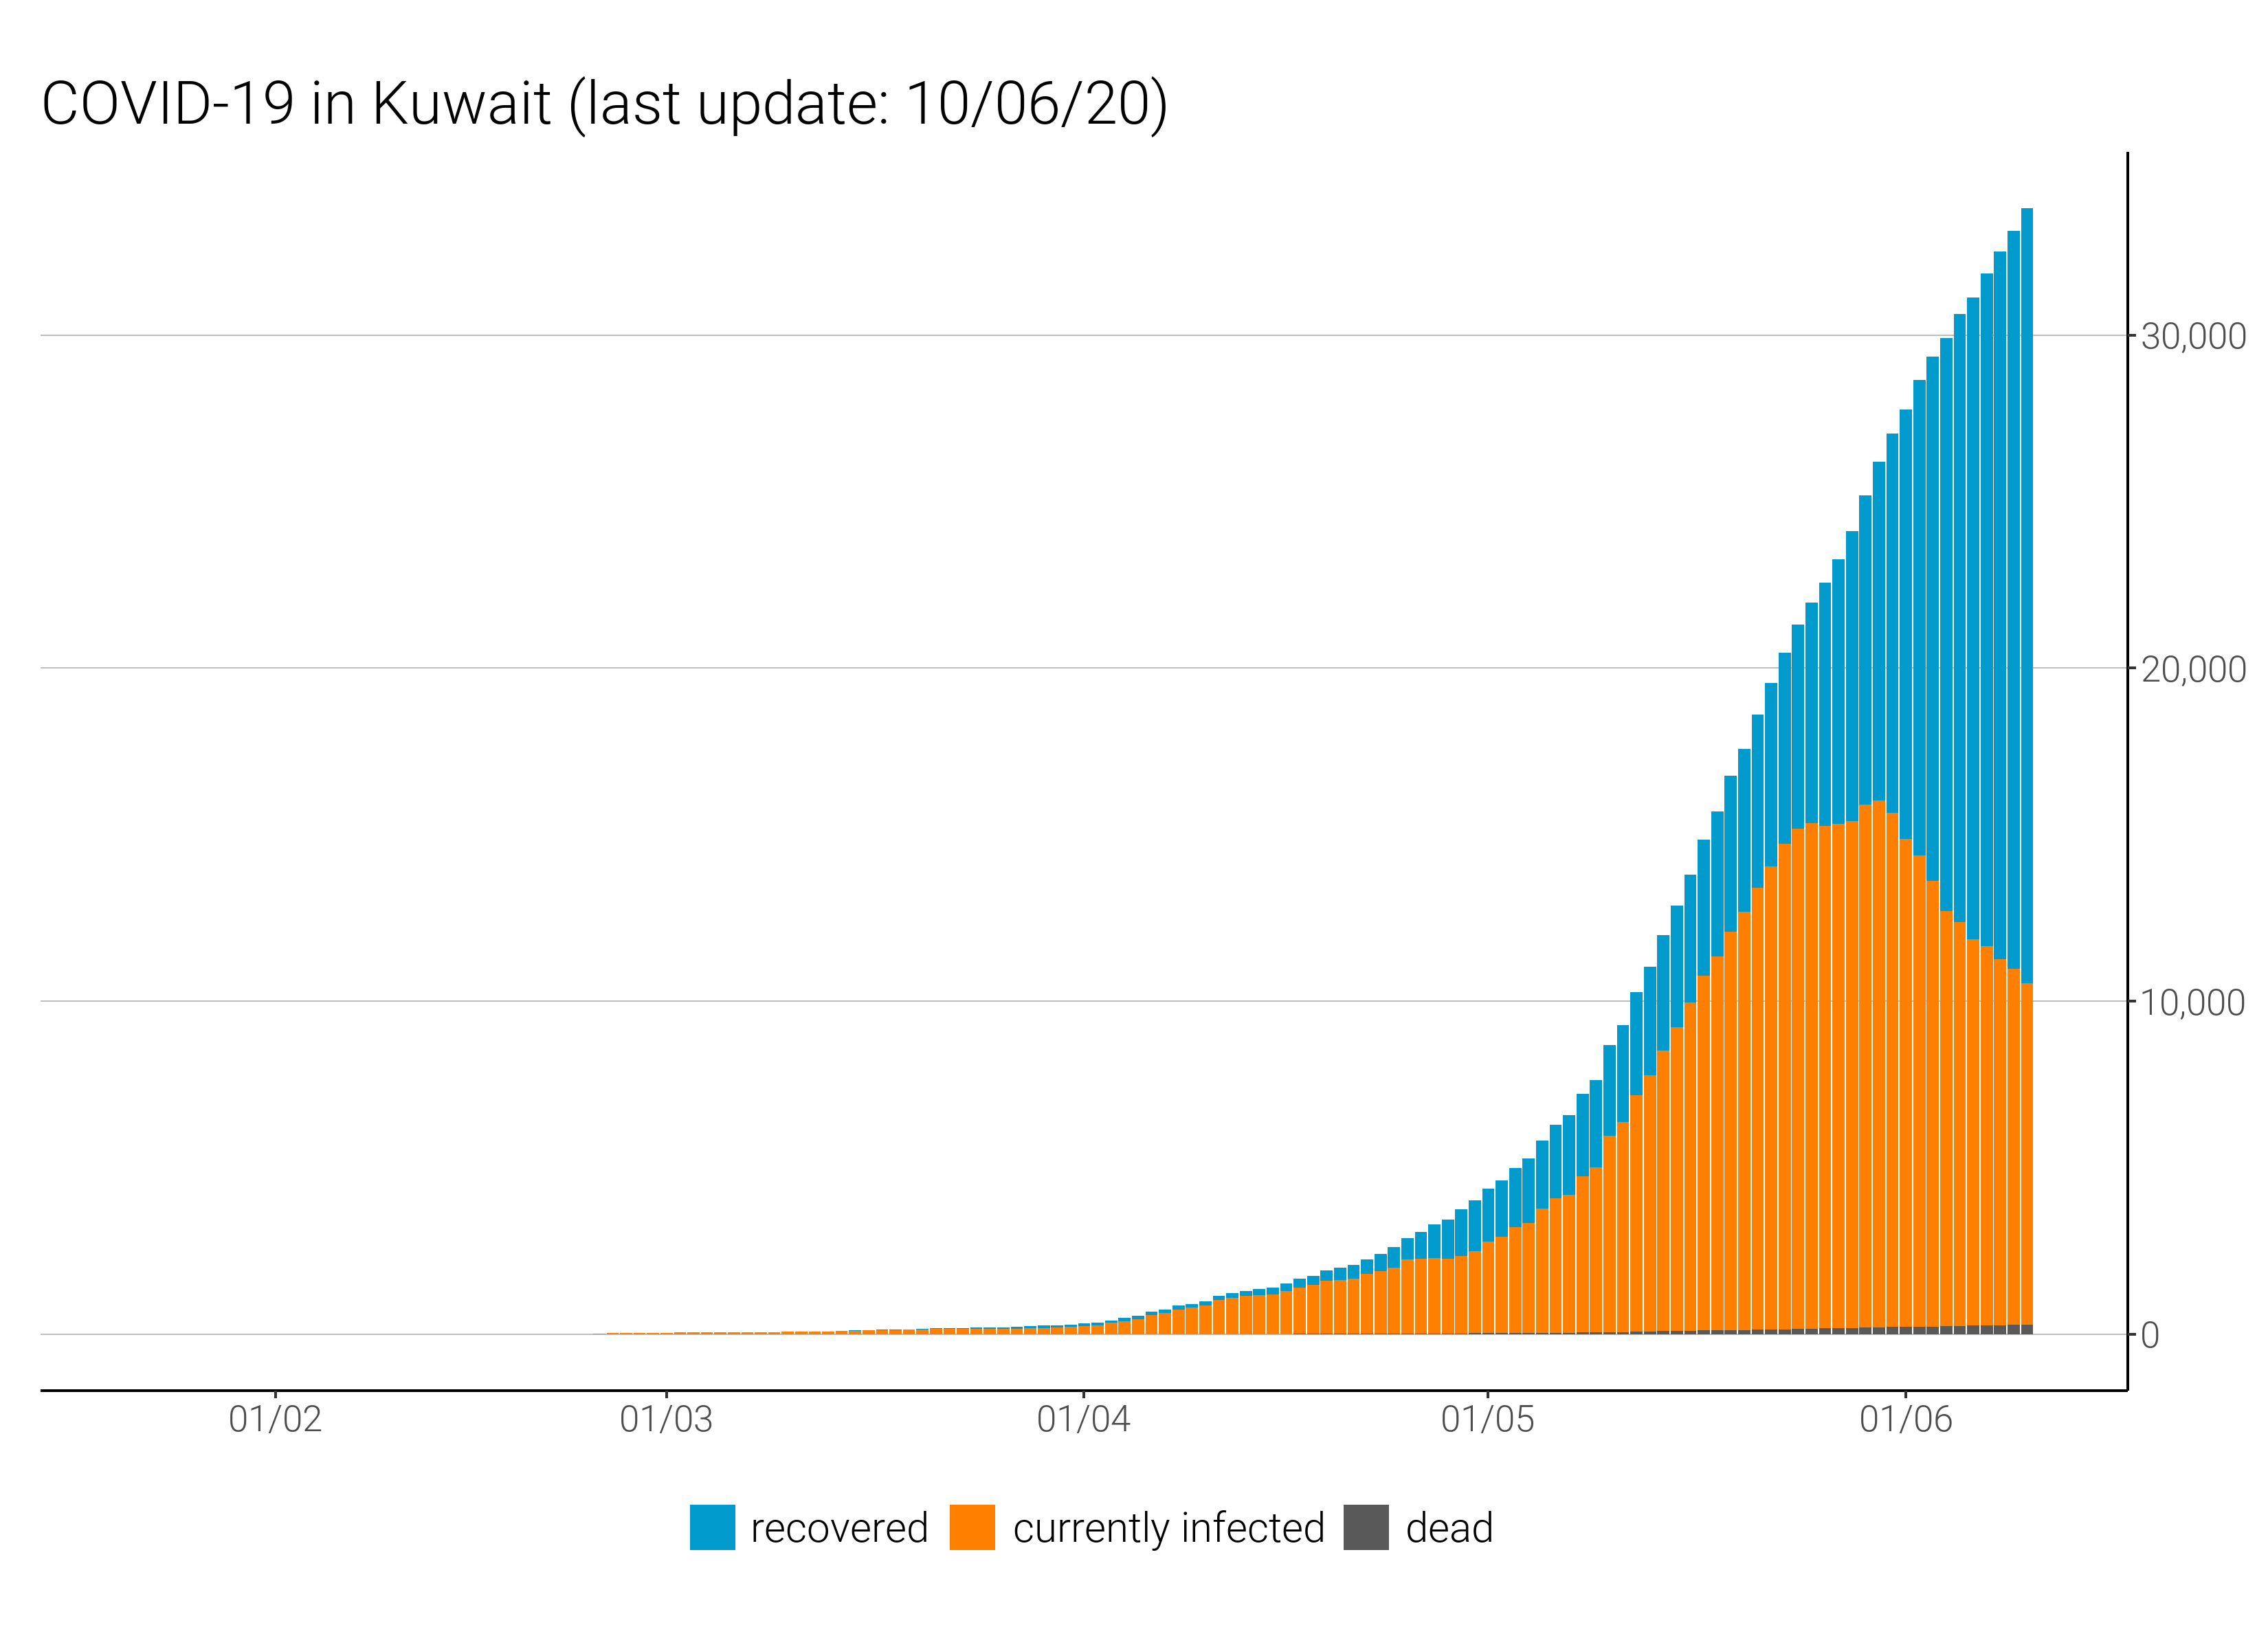 COVID-19 in Kuwait (last update: 10/06/20)
30,000
20,000
10,000
0
01/02 01/03 01/04 01/05 01/06
recovered currently infected dead